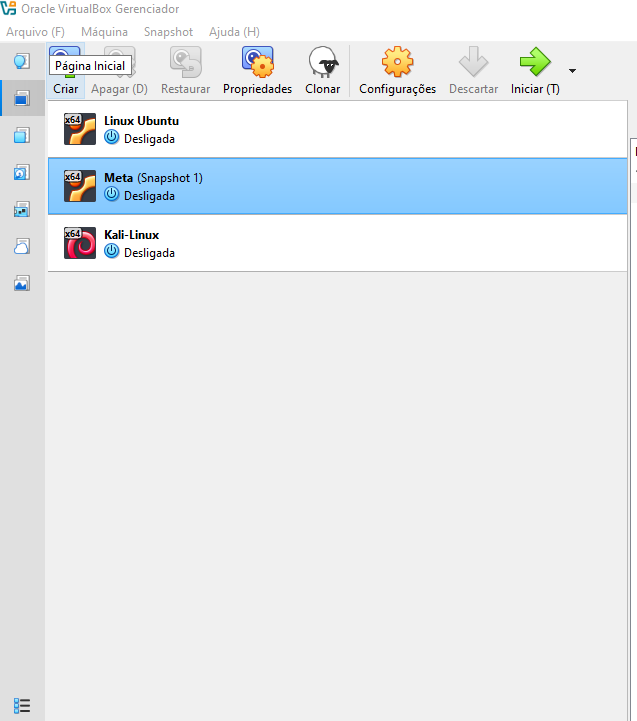 Oracle VirtualBox Gerenciador
Arquivo (F) Máquina Snapshot Ajuda (H)
Página Inicial
Criar Apagar (D) Restaurar Propriedades Clonar Configurações Descartar Iniciar (T)
x64 Linux Ubuntu
Desligada
x64 Meta (Snapshot 1)
Desligada
x64 Kali-Linux
Desligada